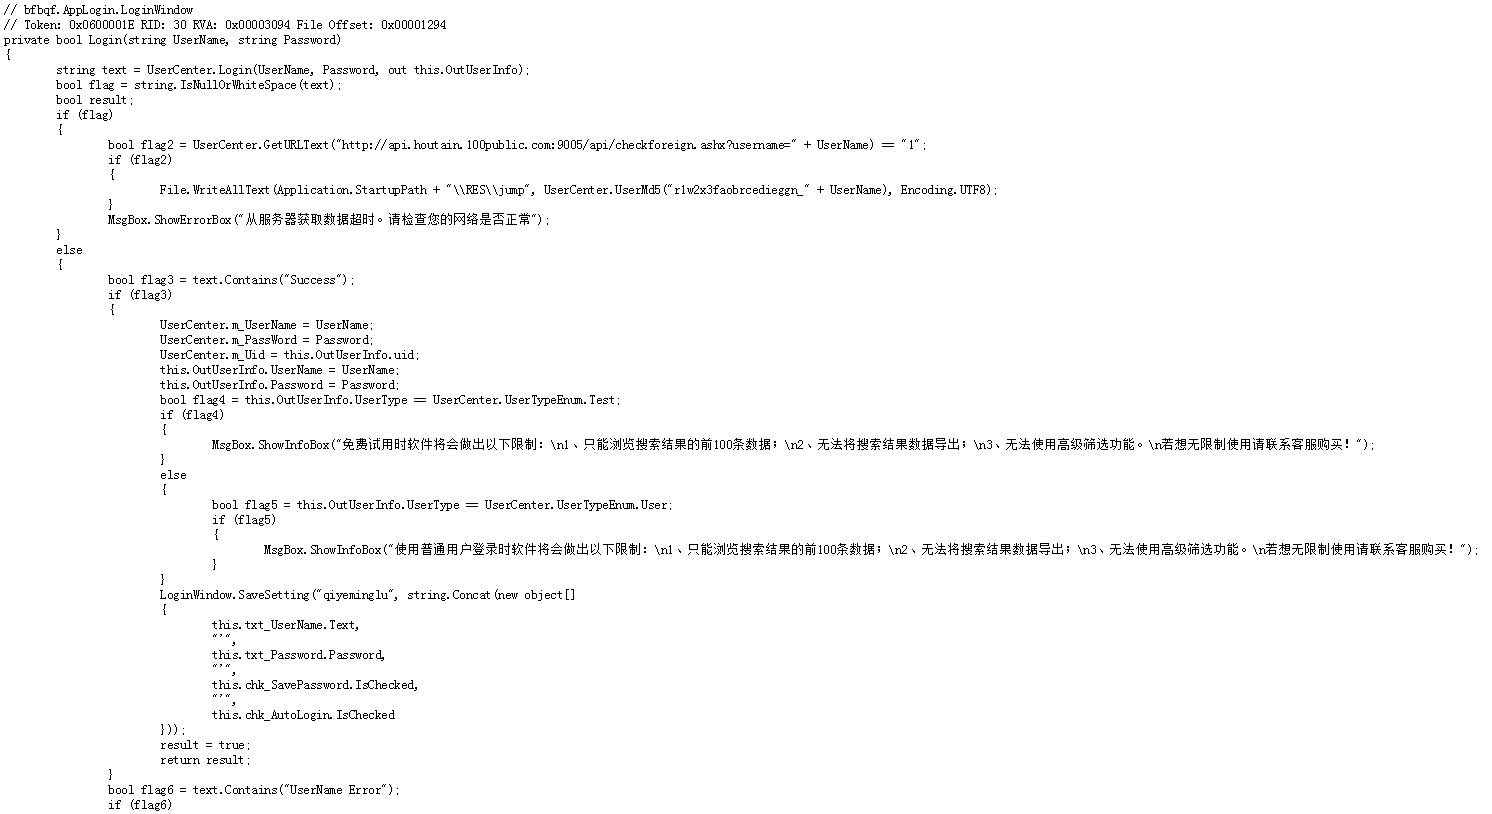 // bfbqf.AppLogin.LoginWindow
// Token: 0x0600001E RID: 30 RVA: 0x00003094 File Offset: 0x00001294
private bool Login(string UserName, string Password)
{
string text = UserCenter.Login(UserName, Password, out this.OutUserInfo);
bool flag = string.IsNullOrWhiteSpace(text);
bool result;
if (flag)
{
bool flag2 = UserCenter.GetURLText("http://api.houtain.100public.com:9005/api/checkforeign.ashx?username=" + UserName) == "1";
if (flag2)
{
File.WriteAllText(Application.StartupPath + "\\RES\\jump", UserCenter.UserMd5("r1w2x3faobrcedieggn_" + UserName), Encoding.UTF8);
}
MsgBox.ShowErrorBox("从服务器获取数据超时。请检查您的网络是否正常");
}
else
{
bool flag3 = text.Contains("Success");
if (flag3)
{
UserCenter.m_UserName = UserName;
UserCenter.m_PassWord = Password;
UserCenter.m_Uid = this.OutUserInfo.uid;
this.OutUserInfo.UserName = UserName;
this.OutUserInfo.Password = Password;
bool flag4 = this.OutUserInfo.UserType == UserCenter.UserTypeEnum.Test;
if (flag4)
{
MsgBox.ShowInfoBox("免费试用时软件将会做出以下限制：\n1、只能浏览搜索结果的前100条数据；\n2、无法将搜索结果数据导出；\n3、无法使用高级筛选功能。\n若想无限制使用请联系客服购买！");
}
else
{
bool flag5 = this.OutUserInfo.UserType == UserCenter.UserTypeEnum.User;
if (flag5)
{
MsgBox.ShowInfoBox("使用普通用户登录时软件将会做出以下限制：\n1、只能浏览搜索结果的前100条数据；\n2、无法将搜索结果数据导出；\n3、无法使用高级筛选功能。\n若想无限制使用请联系客服购买！");
}
}
LoginWindow.SaveSetting("qiyeminglu", string.Concat(new object[]
{
this.txt_UserName.Text,
"'",
this.txt_Password.Password,
"'",
this.chk_SavePassword.IsChecked,
"'",
this.chk_AutoLogin.IsChecked
}));
result = true;
return result;
}
bool flag6 = text.Contains("UserName Error");
if (flag6)